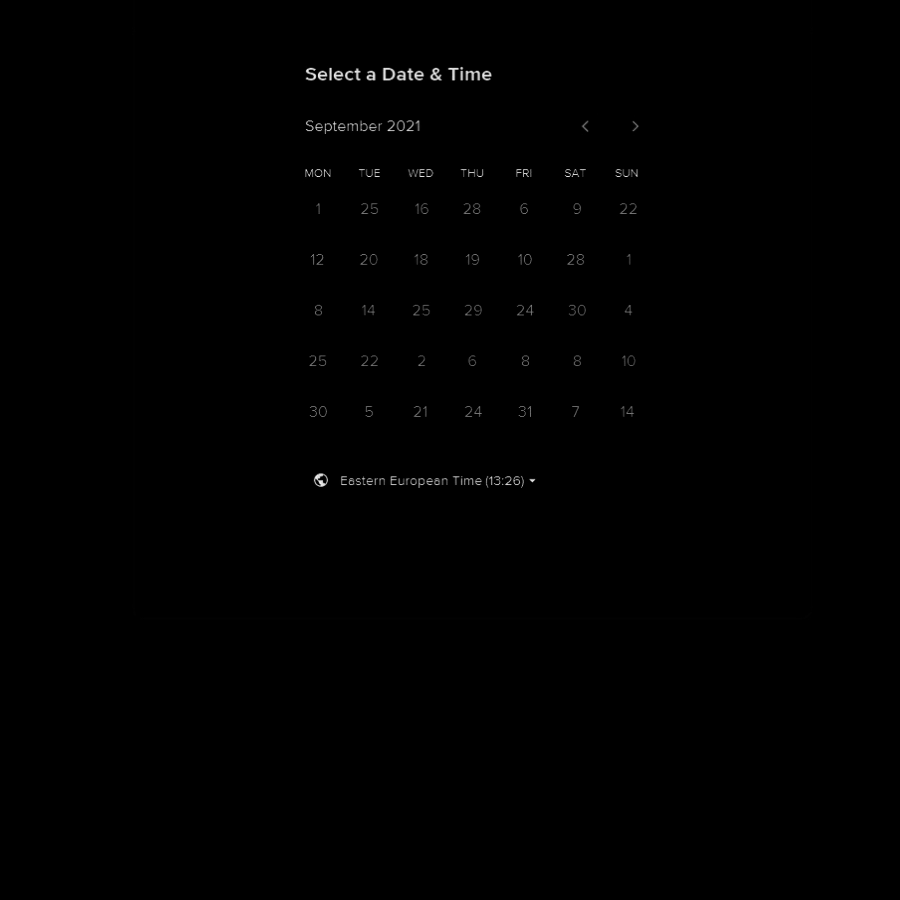 Select a Date & Time
September 2021
MON TUE WED THU FRI SAT SUN
1 25 16 28 6 9 22
12 20 18 19 10 28 1
8 14 25 29 24 30 4
25 22 2 6 8 8 10
30 5 21 24 31 7 14
Eastern European Time (13:26)